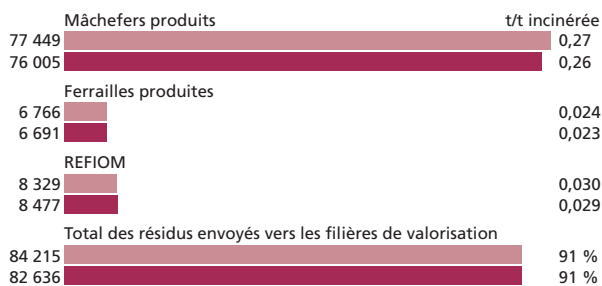 Mâchefers produits t/t incinérée
77 449 0,27
76 005 0,26
Ferrailles produites
6 766 0,024
6 691 0,023
REFIOM
8 329 0,030
8 477 0,029
Total des résidus envoyés vers les filières de valorisation
84 215 91 %
82 636 91 %